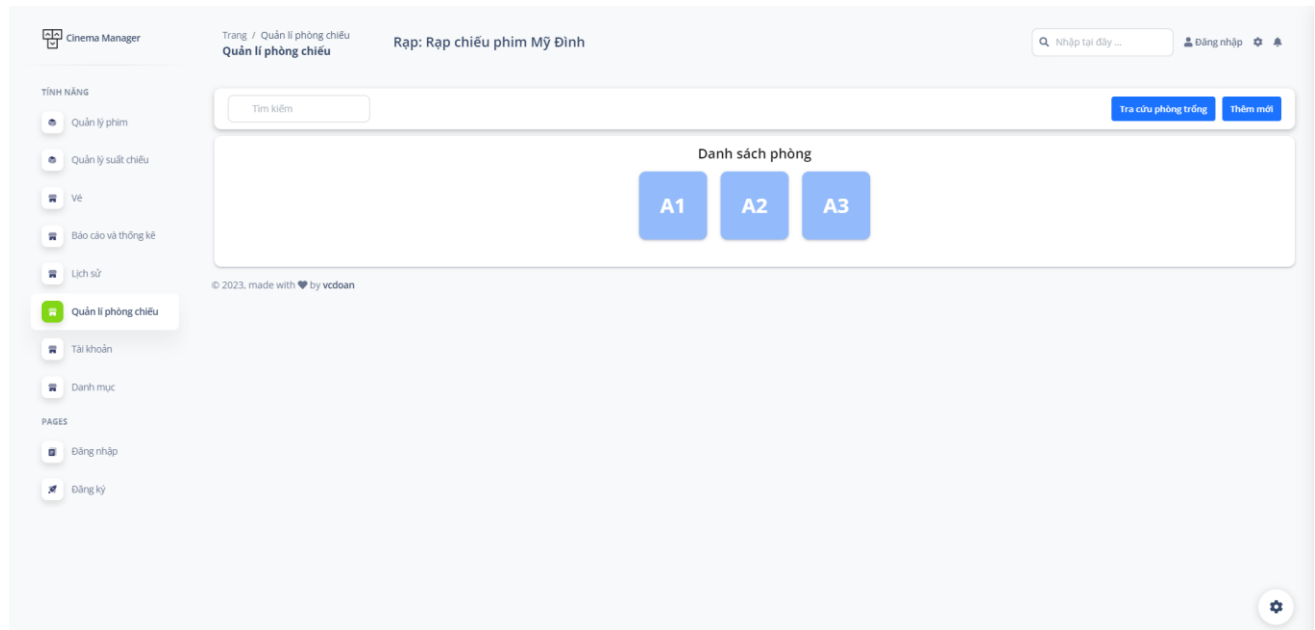 Cinema Manager
Trang / Quản lí phòng chiếu
Quản lí phòng chiếu
Rạp: Rạp chiếu phim Mỹ Đình
Nhập tại đây ...
Đăng nhập
TÍNH NĂNG
Quản lý phim
Quản lý suất chiếu
Vé
Báo cáo và thống kê
Lịch sử
Quản lí phòng chiếu
Tài khoản
Danh mục
PAGES
Đăng nhập
Đăng ký
Tìm kiếm
Tra cứu phòng trống
Thêm mới
Danh sách phòng
A1 A2 A3
© 2023, made with ♥ by vcdoan